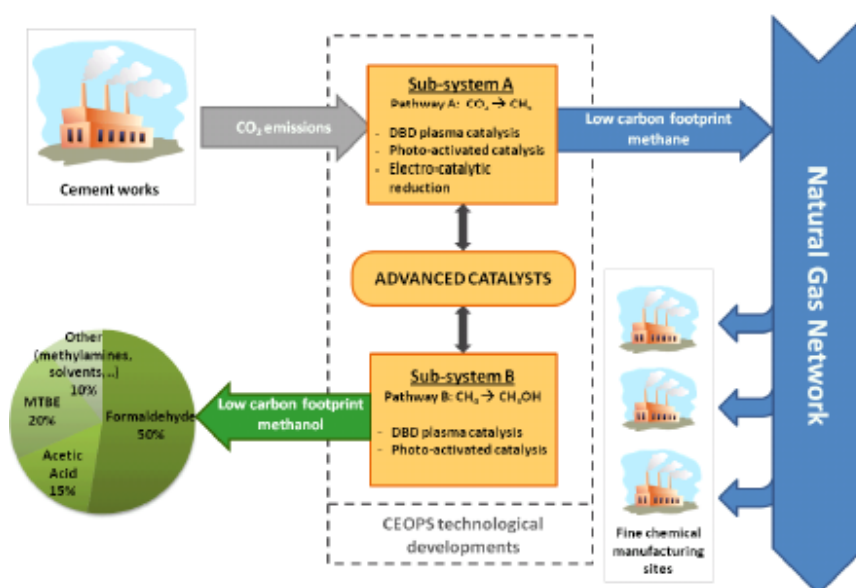 Cement works
CO₂ emissions
Sub-system A
Pathway A: CO₂ → CH₄
- DBD plasma catalysis
- Photo-activated catalysis
- Electro-catalytic
reduction
Low carbon footprint
methane
Natural Gas Network
ADVANCED CATALYSTS
Sub-system B
Pathway B: CH₄ → CH₃OH
- DBD plasma catalysis
- Photo-activated catalysis
Low carbon footprint
methanol
Other (methylamines,
solvents...)
10%
MTBE
20%
Formaldehyde
50%
Acetic
Acid
15%
CEOPS technological
developments
Fine chemical
manufacturing
sites